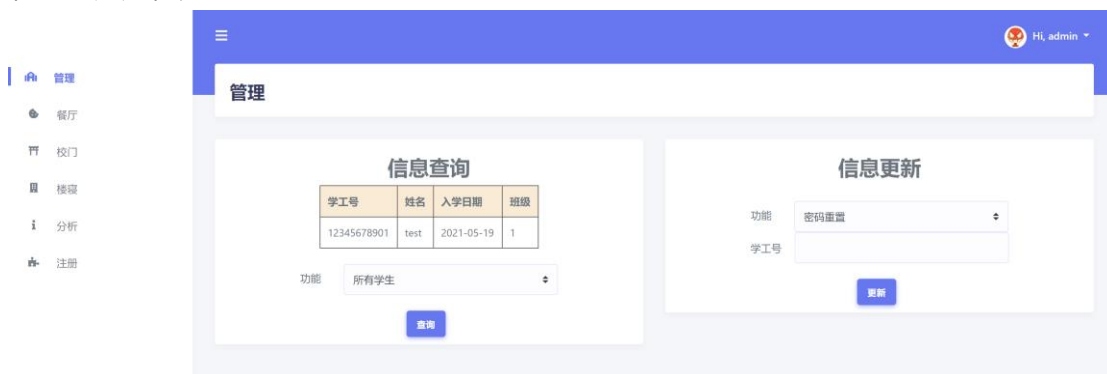 Hi, admin
管理
餐厅
校门
楼寝
分析
注册
管理
信息查询
学工号 姓名 入学日期 班级
12345678901 test 2021-05-19 1
功能 所有学生
查询
信息更新
功能 密码重置
学工号
更新